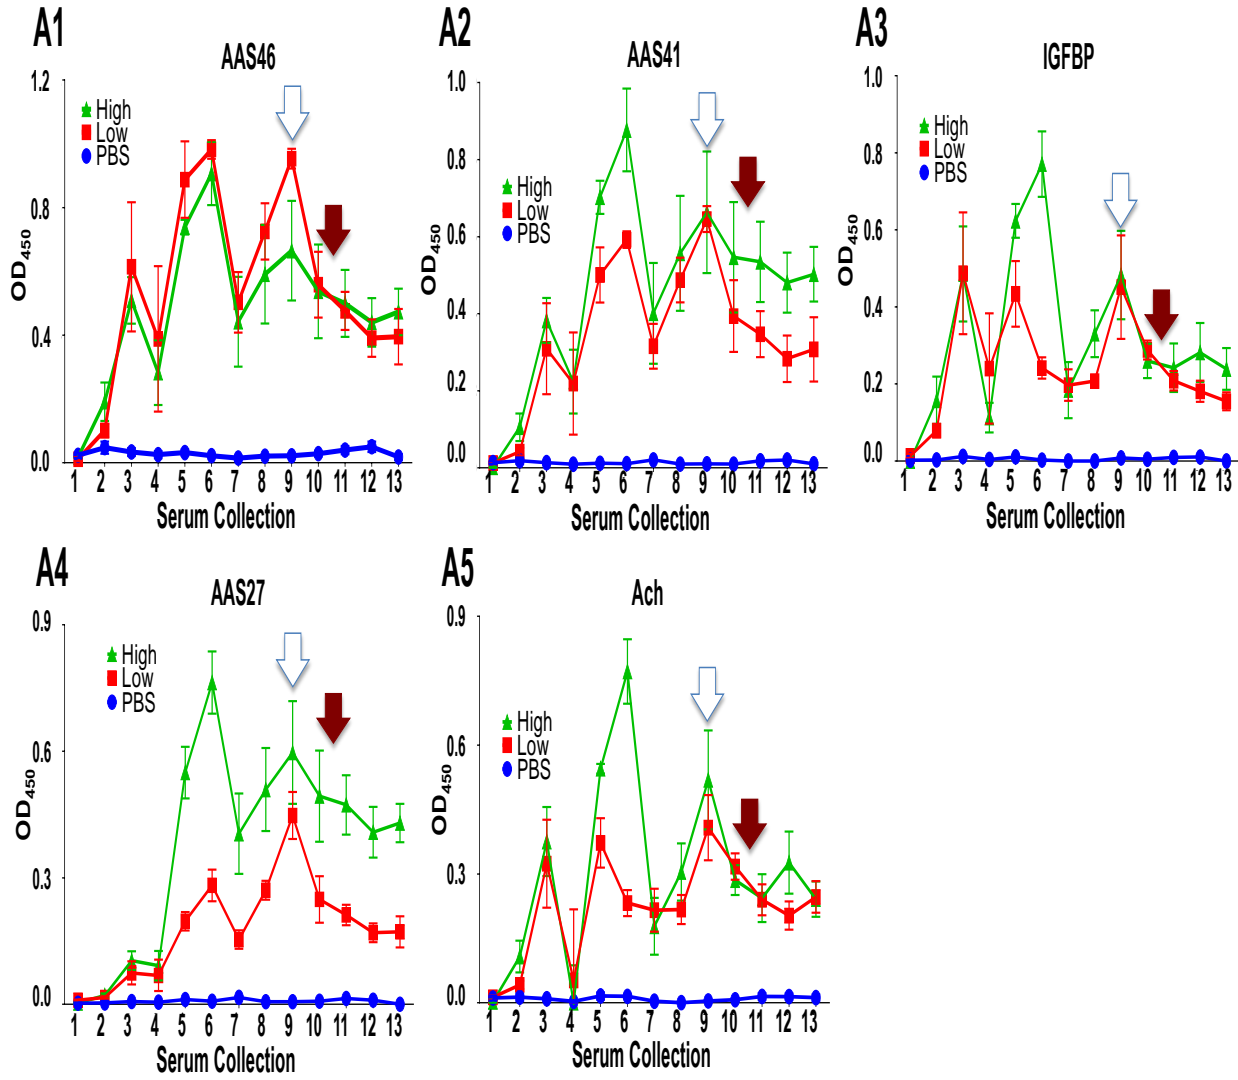 A1
AAS46
1.2
High
Low
PBS
0.8
OD450
0.4
0.0
1 2 3 4 5 6 7 8 9 10 11 12 13
Serum Collection
A2
AAS41
1.0
0.8
High
Low
PBS
0.6
OD450
0.4
0.2
0.0
1 2 3 4 5 6 7 8 9 10 11 12 13
Serum Collection
A3
IGFBP
1.0
High
Low
PBS
0.8
0.6
OD450
0.4
0.2
0.0
1 2 3 4 5 6 7 8 9 10 11 12 13
Serum Collection
A4
AAS27
0.9
High
Low
PBS
0.6
OD450
0.3
0.0
1 2 3 4 5 6 7 8 9 10 11 12 13
Serum Collection
A5
Ach
0.9
High
Low
PBS
0.6
OD450
0.3
0.0
1 2 3 4 5 6 7 8 9 10 11 12 13
Serum Collection